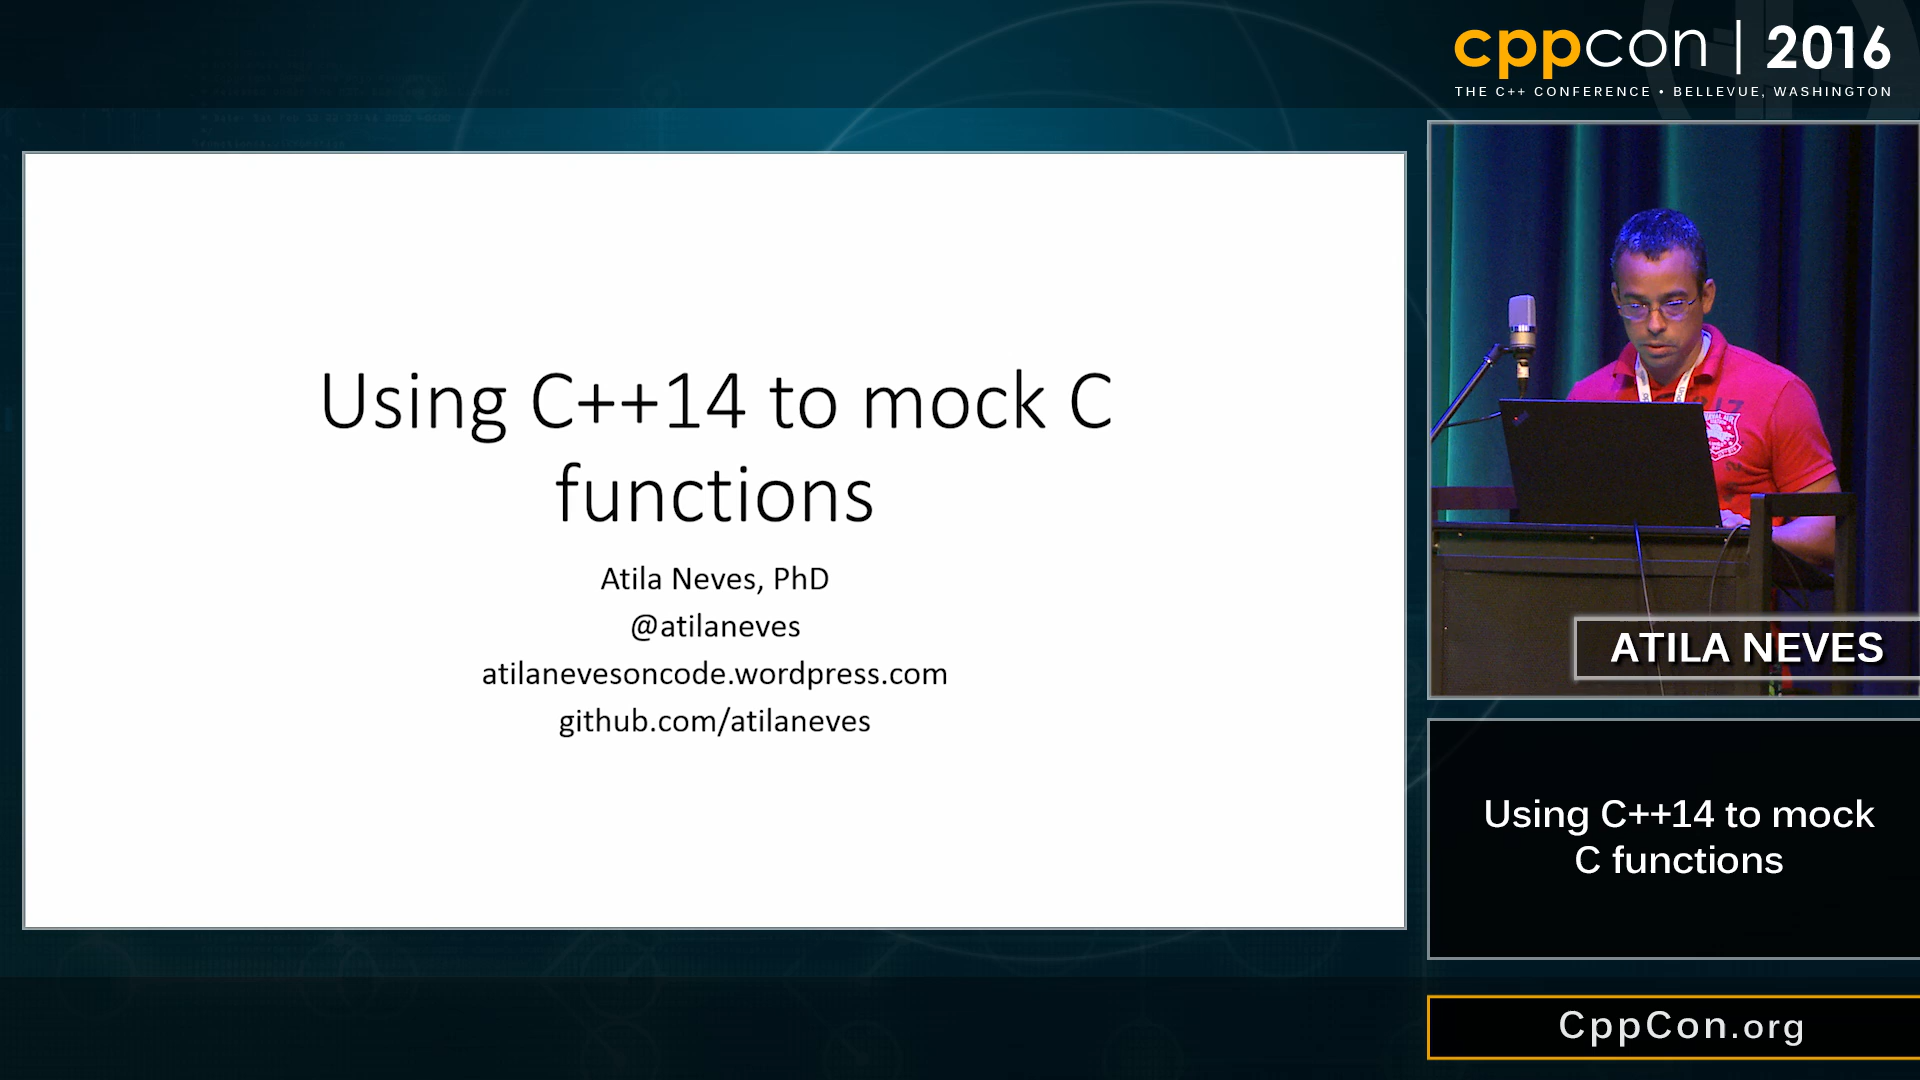 cppcon | 2016
THE C++ CONFERENCE • BELLEVUE, WASHINGTON
Using C++14 to mock C
functions
Atila Neves, PhD
@atilaneves
atilanevesoncode.wordpress.com
github.com/atilaneves
ATILA NEVES
Using C++14 to mock
C functions
CppCon.org